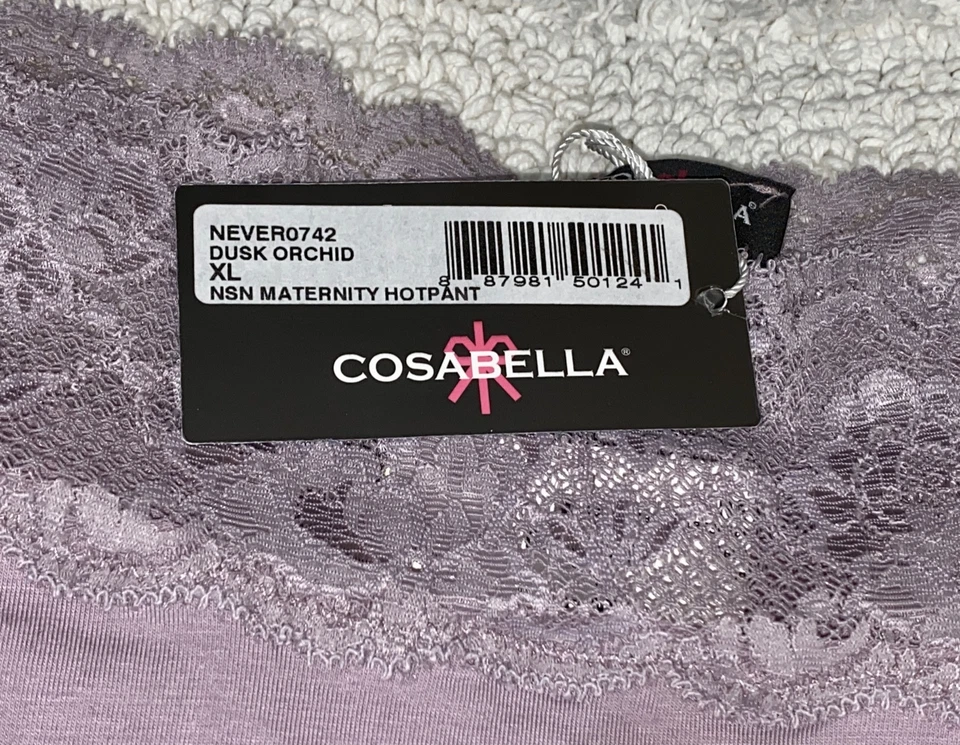 NEVER0742
DUSK ORCHID
XL
NSN MATERNITY HOTPANT
8 87981 50124 1
COSABELLA®
A®